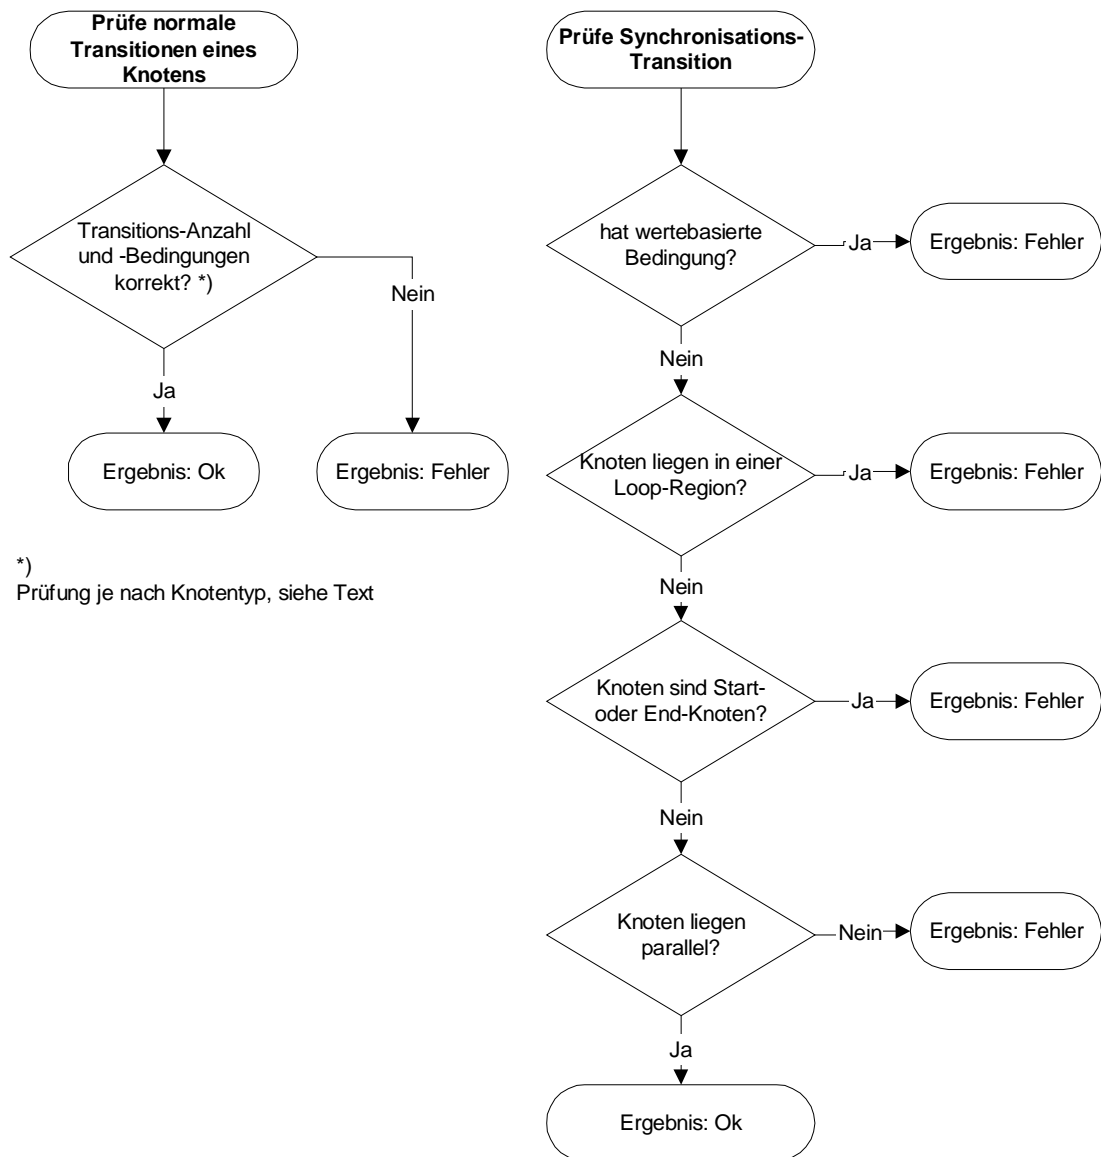 Prüfe normale
Transitionen eines
Knotens
Transitions-Anzahl
und -Bedingungen
korrekt? *)
Nein
Ja
Ergebnis: Ok
Ergebnis: Fehler
*)
Prüfung je nach Knotentyp, siehe Text
Prüfe Synchronisations-
Transition
hat wertebasierte
Bedingung?
Ja
Ergebnis: Fehler
Nein
Knoten liegen in einer
Loop-Region?
Ja
Ergebnis: Fehler
Nein
Knoten sind Start-
oder End-Knoten?
Ja
Ergebnis: Fehler
Nein
Knoten liegen
parallel?
Nein
Ergebnis: Fehler
Ja
Ergebnis: Ok